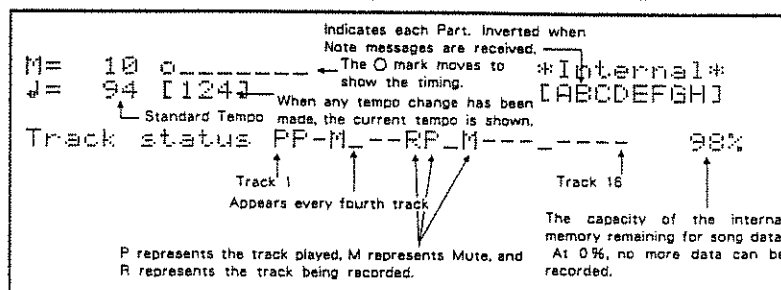 Indicates each Part. Inverted when
Note messages are received.
M= 10 o_______
The O mark moves to
show the timing.
*Internal*
♩= 94 [124]
[ABCDEFGH]
Standard Tempo
When any tempo change has been
made, the current tempo is shown.
Track status PP-M_--RP_M---_---- 98%
Track 1
Track 16
Appears every fourth track
The capacity of the interna
memory remaining for song data
At 0%, no more data can be
recorded.
P represents the track played, M represents Mute, and
R represents the track being recorded.